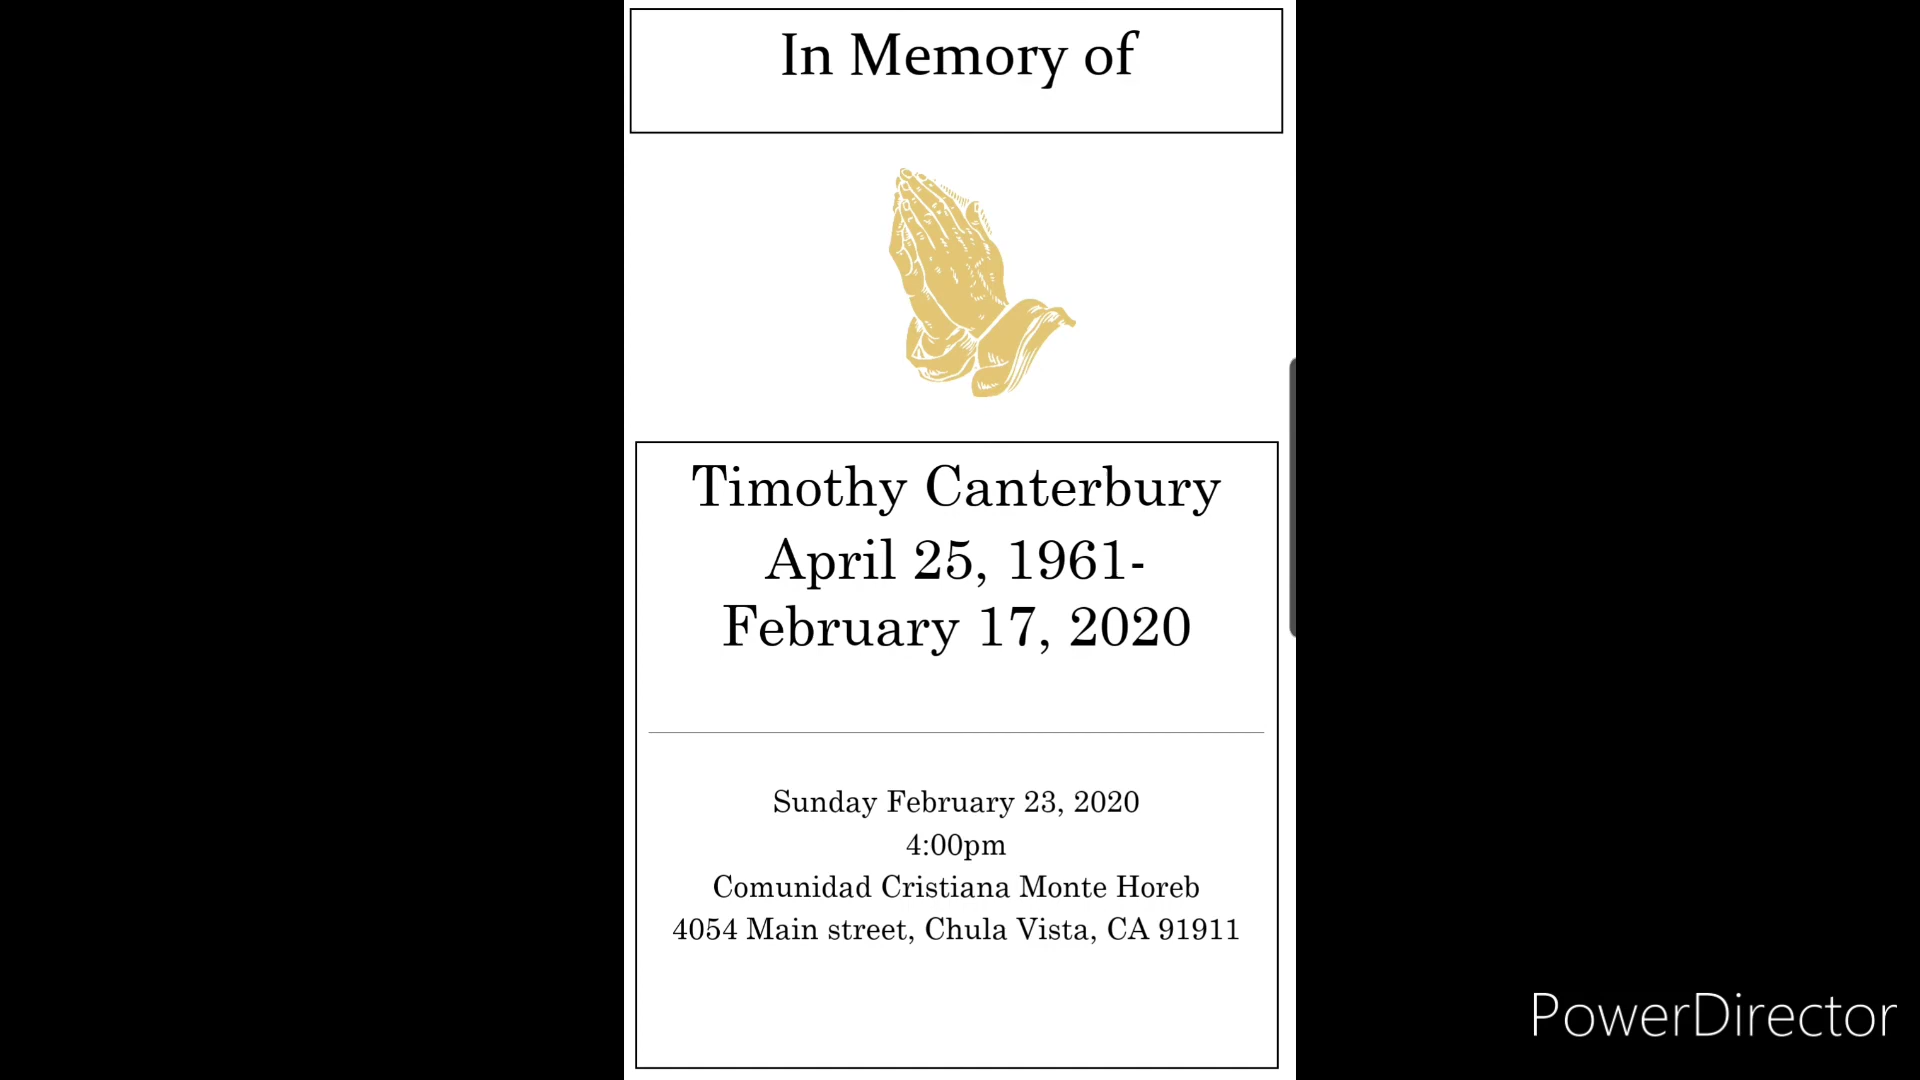 In Memory of
Timothy Canterbury
April 25, 1961-
February 17, 2020
Sunday February 23, 2020
4:00pm
Comunidad Cristiana Monte Horeb
4054 Main street, Chula Vista, CA 91911
PowerDirector